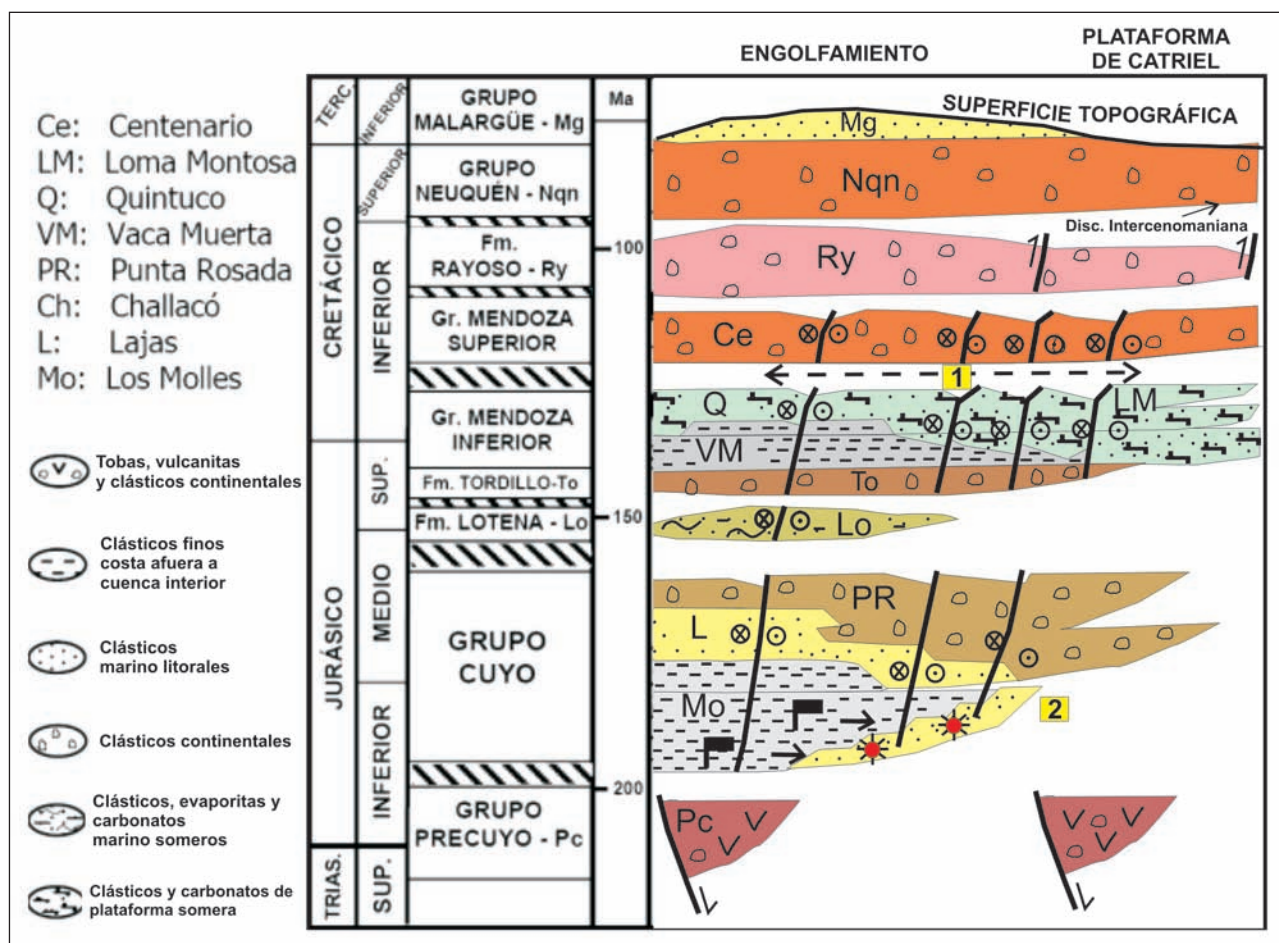 ENGOLFAMIENTO
PLATAFORMA
DE CATRIEL
Ce: Centenario
LM: Loma Montosa
Q: Quintuco
VM: Vaca Muerta
PR: Punta Rosada
Ch: Challacó
L: Lajas
Mo: Los Molles
Tobas, vulcanitas
y clásticos continentales
Clásticos finos
costa afuera a
cuenca interior
Clásticos
marino litorales
Clásticos continentales
Clásticos, evaporitas y
carbonatos
marino someros
Clásticos y carbonatos de
plataforma somera
TERC.
CRETÁCICO
JURÁSICO
TRIAS.
INFERIOR
SUPERIOR
INFERIOR
SUP.
MEDIO
INFERIOR
SUP.
GRUPO
MALARGÜE - Mg
GRUPO
NEUQUÉN - Nqn
Fm.
RAYOSO - Ry
Gr. MENDOZA
SUPERIOR
Gr. MENDOZA
INFERIOR
Fm. TORDILLO-To
Fm. LOTENA - Lo
GRUPO
CUYO
GRUPO
PRECUYO - Pc
Ma
100
150
200
SUPERFICIE TOPOGRÁFICA
Mg
Nqn
Disc. Intercenomaniana
Ry
Ce
1
Q
LM
VM
To
Lo
PR
L
Mo
2
Pc